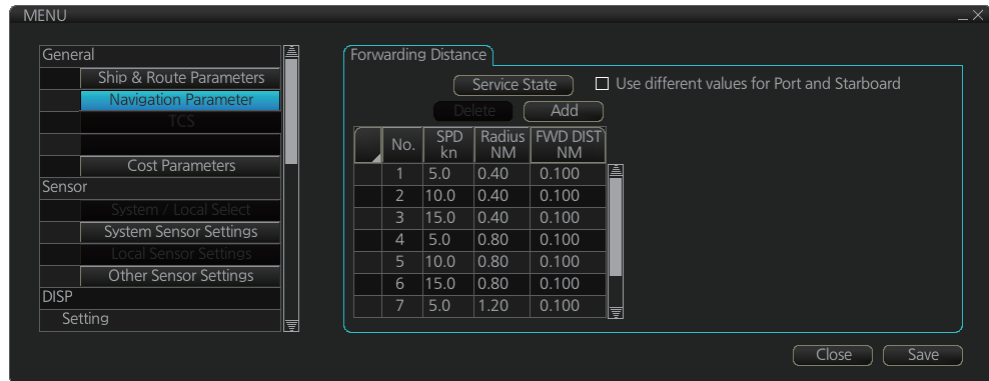 MENU
General
Ship & Route Parameters
Navigation Parameter
TCS
Cost Parameters
Sensor
System / Local Select
System Sensor Settings
Local Sensor Settings
Other Sensor Settings
DISP
Setting
Forwarding Distance
Service State Use different values for Port and Starboard
Delete Add
No. SPD kn Radius NM FWD DIST NM
1 5.0 0.40 0.100
2 10.0 0.40 0.100
3 15.0 0.40 0.100
4 5.0 0.80 0.100
5 10.0 0.80 0.100
6 15.0 0.80 0.100
7 5.0 1.20 0.100
Close Save